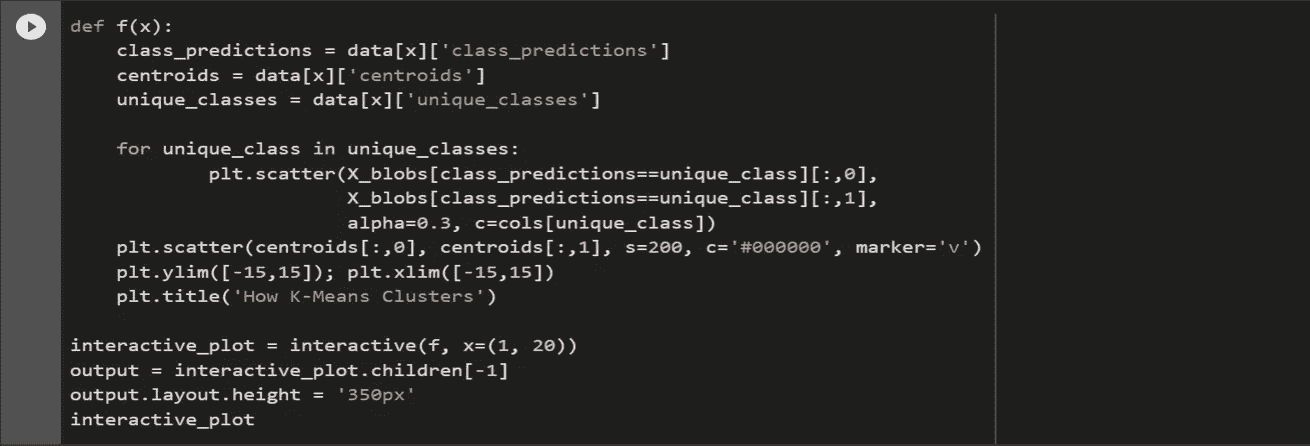 def f(x):
    class_predictions = data[x]['class_predictions']
    centroids = data[x]['centroids']
    unique_classes = data[x]['unique_classes']

    for unique_class in unique_classes:
            plt.scatter(X_blobs[class_predictions==unique_class][:,0],
                        X_blobs[class_predictions==unique_class][:,1],
                        alpha=0.3, c=cols[unique_class])
    plt.scatter(centroids[:,0], centroids[:,1], s=200, c='#000000', marker='v')
    plt.ylim([-15,15]); plt.xlim([-15,15])
    plt.title('How K-Means Clusters')

interactive_plot = interactive(f, x=(1, 20))
output = interactive_plot.children[-1]
output.layout.height = '350px'
interactive_plot